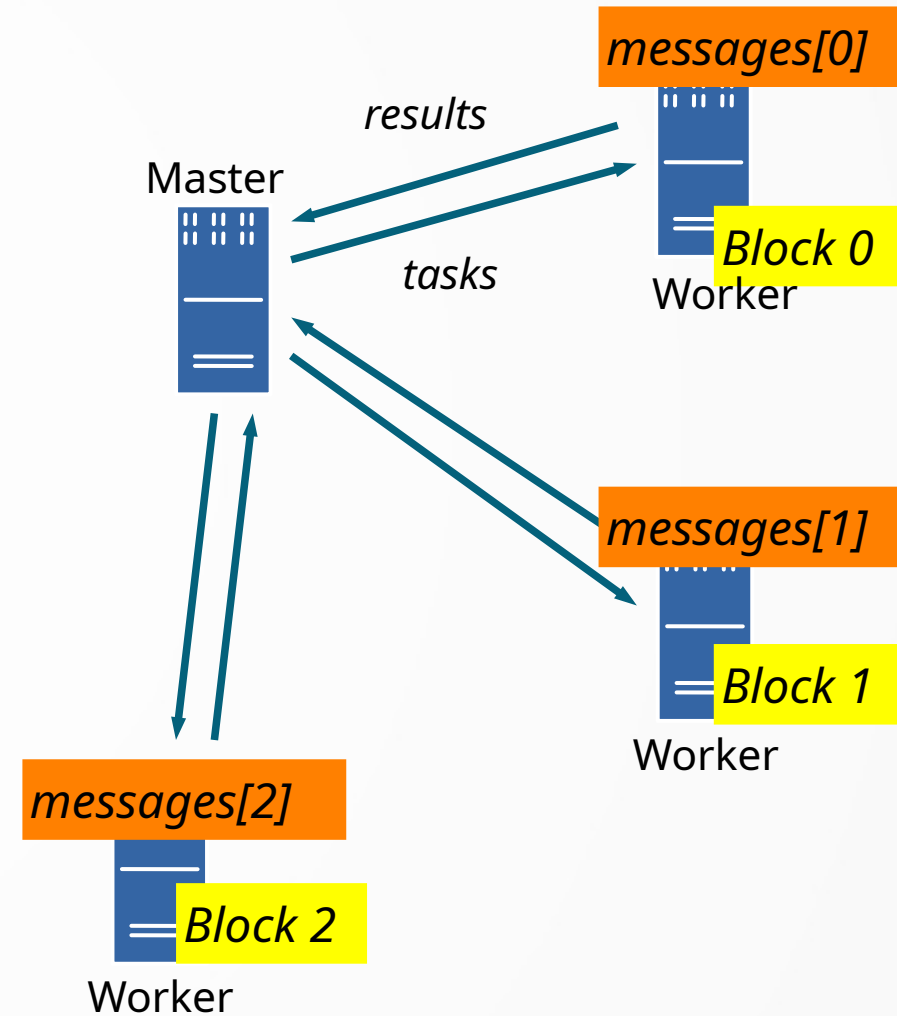 messages[0]
results
Master
Block 0
tasks
Worker
messages[1]
Block 1
Worker
messages[2]
Block 2
Worker